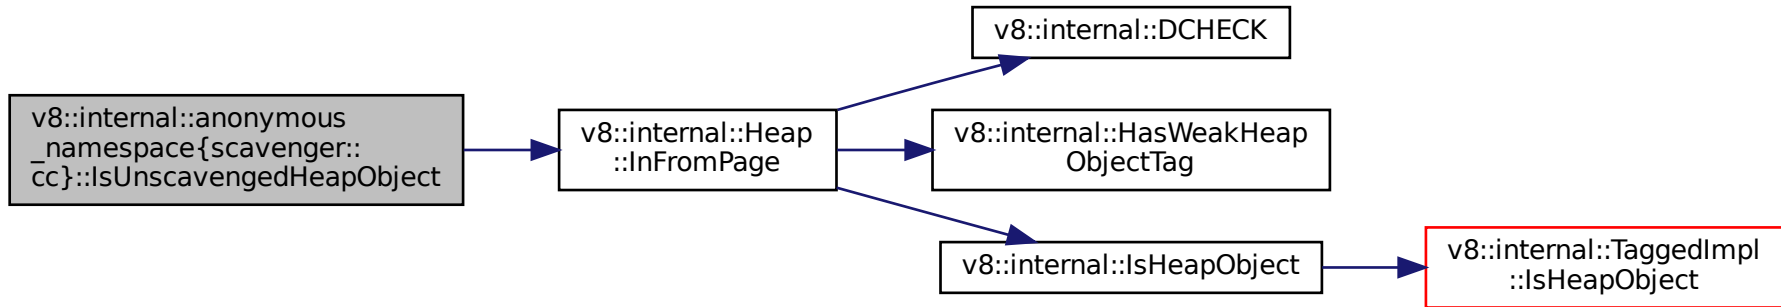 v8::internal::anonymous
_namespace{scavenger::
cc}::IsUnscavengedHeapObject
v8::internal::Heap
::InFromPage
v8::internal::DCHECK
v8::internal::HasWeakHeap
ObjectTag
v8::internal::IsHeapObject
v8::internal::TaggedImpl
::IsHeapObject